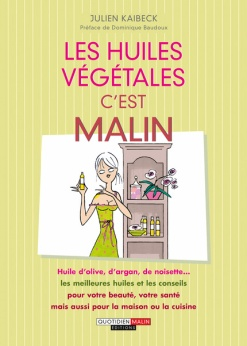 JULIEN KAIBECK
Préface de Dominique Baudoux
LES HUILES
VÉGÉTALES
C'EST
MALIN
Huile d'olive, d'argan, de noisette...
les meilleures huiles et les conseils
pour votre beauté, votre santé
mais aussi pour la maison ou la cuisine
QUOTIDIEN MALIN
ÉDITIONS